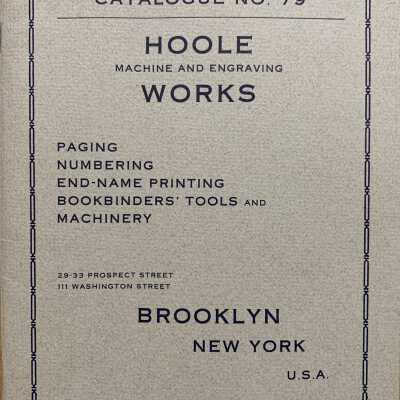 CATALOGUE NO. 79
HOOLE
MACHINE AND ENGRAVING
WORKS
PAGING
NUMBERING
END-NAME PRINTING
BOOKBINDERS' TOOLS AND
MACHINERY
29-33 PROSPECT STREET
111 WASHINGTON STREET
BROOKLYN
NEW YORK
U.S.A.